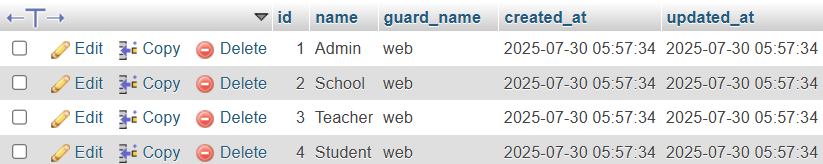 id name guard_name created_at updated_at
Edit Copy Delete 1 Admin web 2025-07-30 05:57:34 2025-07-30 05:57:34
Edit Copy Delete 2 School web 2025-07-30 05:57:34 2025-07-30 05:57:34
Edit Copy Delete 3 Teacher web 2025-07-30 05:57:34 2025-07-30 05:57:34
Edit Copy Delete 4 Student web 2025-07-30 05:57:34 2025-07-30 05:57:34